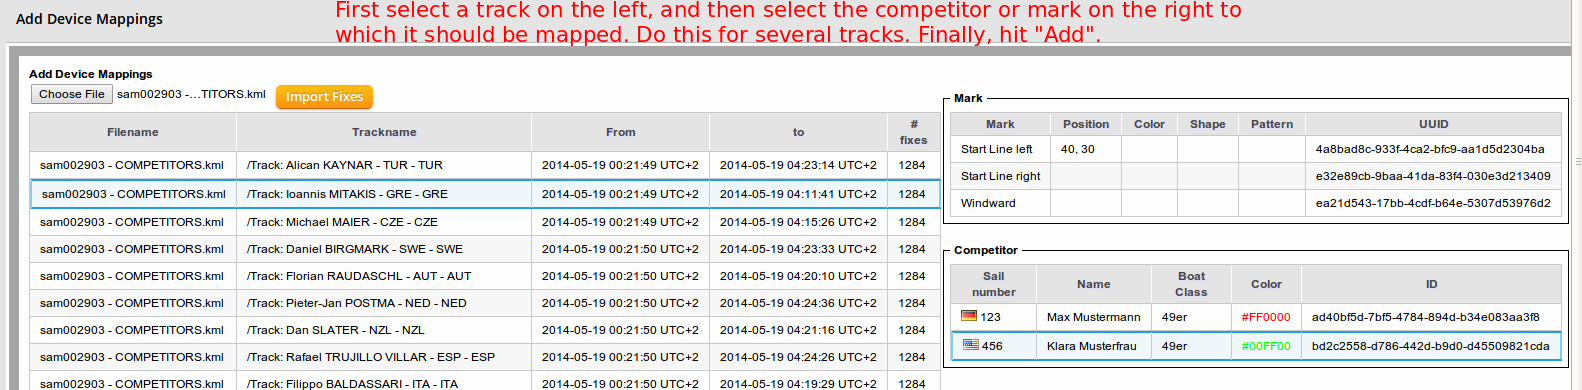 Add Device Mappings
First select a track on the left, and then select the competitor or mark on the right to
which it should be mapped. Do this for several tracks. Finally, hit "Add".
Add Device Mappings
Choose File sam002903 -...TITORS.kml Import Fixes
Filename Trackname From to # fixes
sam002903 - COMPETITORS.kml /Track: Alican KAYNAR - TUR - TUR 2014-05-19 00:21:49 UTC+2 2014-05-19 04:23:14 UTC+2 1284
sam002903 - COMPETITORS.kml /Track: Ioannis MITAKIS - GRE - GRE 2014-05-19 00:21:49 UTC+2 2014-05-19 04:11:41 UTC+2 1284
sam002903 - COMPETITORS.kml /Track: Michael MAIER - CZE - CZE 2014-05-19 00:21:49 UTC+2 2014-05-19 04:15:26 UTC+2 1284
sam002903 - COMPETITORS.kml /Track: Daniel BIRGMARK - SWE - SWE 2014-05-19 00:21:50 UTC+2 2014-05-19 04:23:33 UTC+2 1284
sam002903 - COMPETITORS.kml /Track: Florian RAUDASCHL - AUT - AUT 2014-05-19 00:21:50 UTC+2 2014-05-19 04:20:10 UTC+2 1284
sam002903 - COMPETITORS.kml /Track: Pieter-Jan POSTMA - NED - NED 2014-05-19 00:21:50 UTC+2 2014-05-19 04:24:36 UTC+2 1284
sam002903 - COMPETITORS.kml /Track: Dan SLATER - NZL - NZL 2014-05-19 00:21:50 UTC+2 2014-05-19 04:21:16 UTC+2 1284
sam002903 - COMPETITORS.kml /Track: Rafael TRUJILLO VILLAR - ESP - ESP 2014-05-19 00:21:50 UTC+2 2014-05-19 04:24:26 UTC+2 1284
sam002903 - COMPETITORS.kml /Track: Filippo BALDASSARI - ITA - ITA 2014-05-19 00:21:50 UTC+2 2014-05-19 04:19:29 UTC+2 1284
Mark
Mark Position Color Shape Pattern UUID
Start Line left 40, 30 4a8bad8c-933f-4ca2-bfc9-aa1d5d2304ba
Start Line right e32e89cb-9baa-41da-83f4-030e3d213409
Windward ea21d543-17bb-4cdf-b64e-5307d53976d2
Competitor
Sail number Name Boat Class Color ID
123 Max Mustermann 49er #FF0000 ad40bf5d-7bf5-4784-894d-b34e083aa3f8
456 Klara Musterfrau 49er #00FF00 bd2c2558-d786-442d-b9d0-d45509821cda